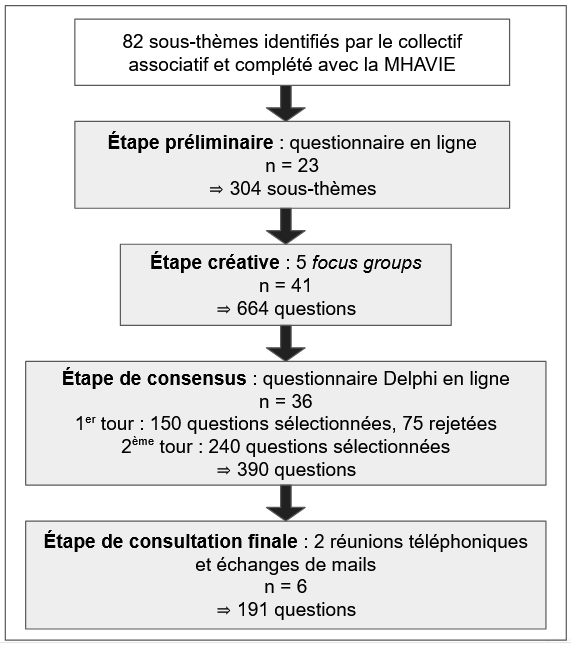 82 sous-thèmes identifiés par le collectif
associatif et complété avec la MHAVIE
Étape préliminaire : questionnaire en ligne
n = 23
⇒ 304 sous-thèmes
Étape créative : 5 focus groups
n = 41
⇒ 664 questions
Étape de consensus : questionnaire Delphi en ligne
n = 36
1er tour : 150 questions sélectionnées, 75 rejetées
2ème tour : 240 questions sélectionnées
⇒ 390 questions
Étape de consultation finale : 2 réunions téléphoniques
et échanges de mails
n = 6
⇒ 191 questions